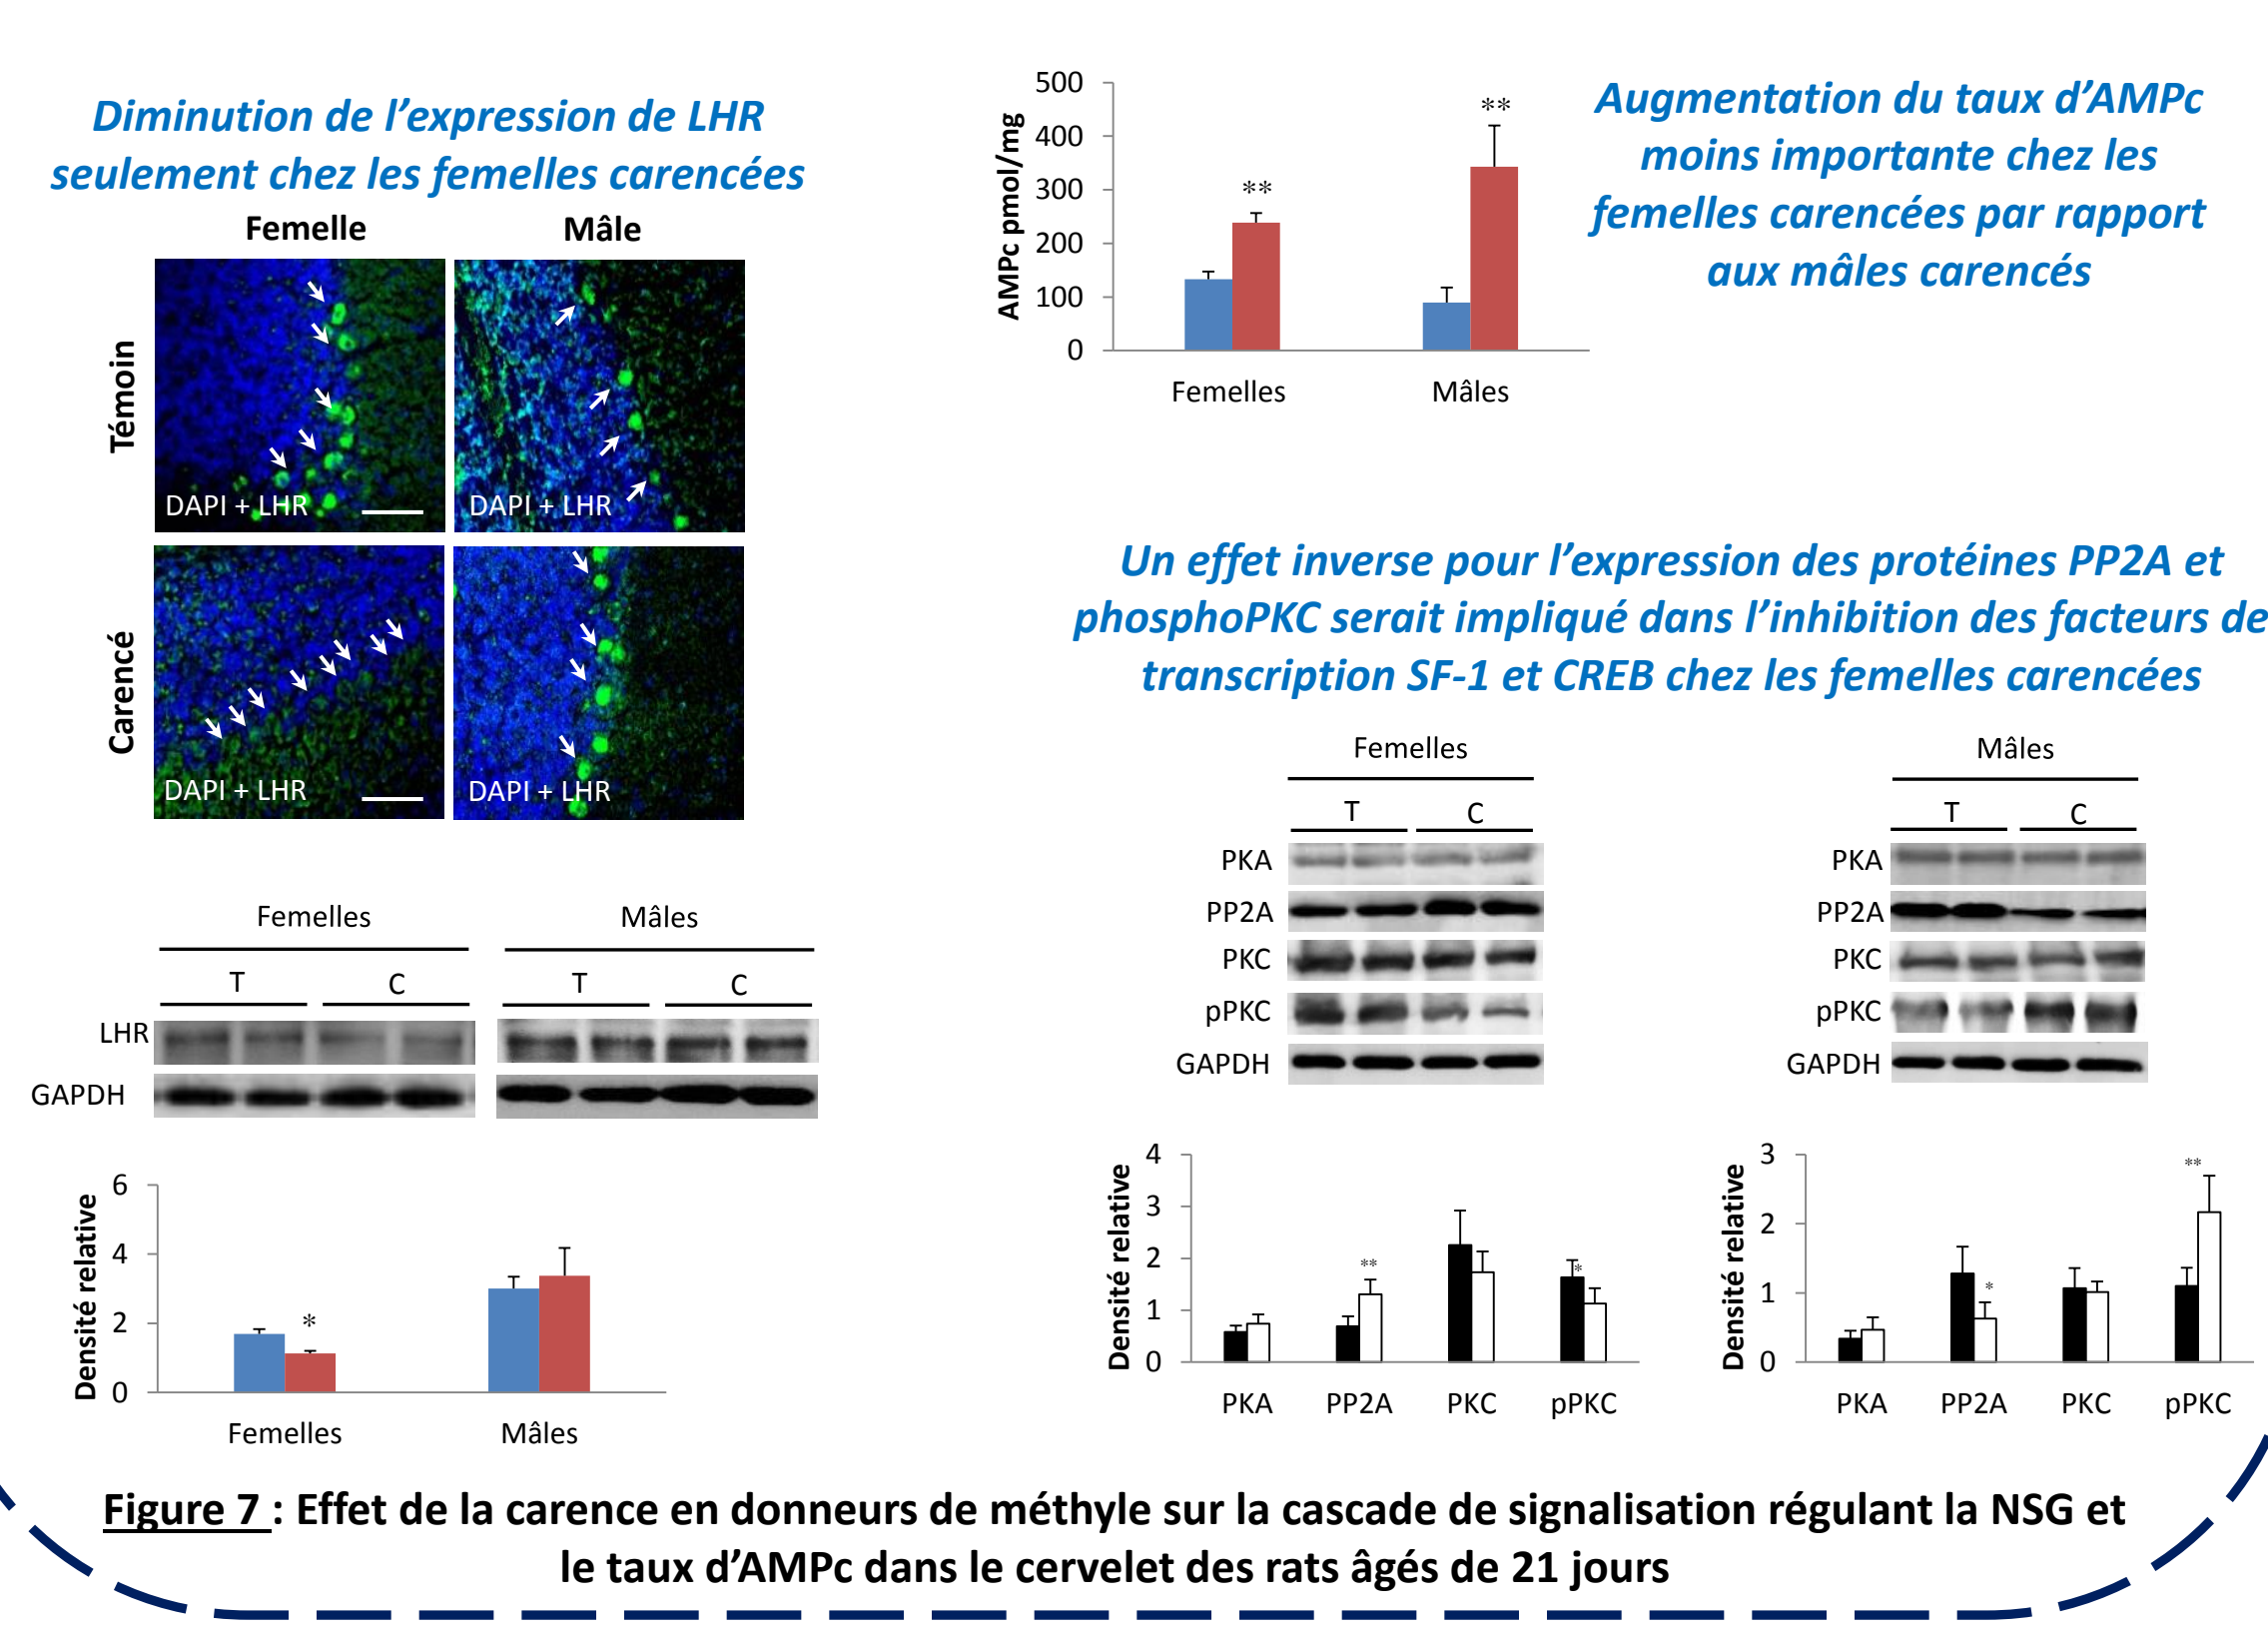 Diminution de l’expression de LHR
seulement chez les femelles carencées
Femelle
Mâle
Témoin
DAPI + LHR
DAPI + LHR
Carencé
DAPI + LHR
DAPI + LHR
Femelles
Mâles
T
C
T
C
LHR
GAPDH
Densité relative
6
4
2
0
*
Femelles
Mâles
AMPc pmol/mg
500
400
300
200
100
0
**
**
Femelles
Mâles
Augmentation du taux d’AMPc
moins importante chez les
femelles carencées par rapport
aux mâles carencés
Un effet inverse pour l’expression des protéines PP2A et
phosphoPKC serait impliqué dans l’inhibition des facteurs de
transcription SF-1 et CREB chez les femelles carencées
Femelles
T
C
PKA
PP2A
PKC
pPKC
GAPDH
Mâles
T
C
PKA
PP2A
PKC
pPKC
GAPDH
Densité relative
4
3
2
1
0
**
*
PKA
PP2A
PKC
pPKC
Densité relative
3
2
1
0
*
**
PKA
PP2A
PKC
pPKC
Figure 7 : Effet de la carence en donneurs de méthyle sur la cascade de signalisation régulant la NSG et
le taux d’AMPc dans le cervelet des rats âgés de 21 jours